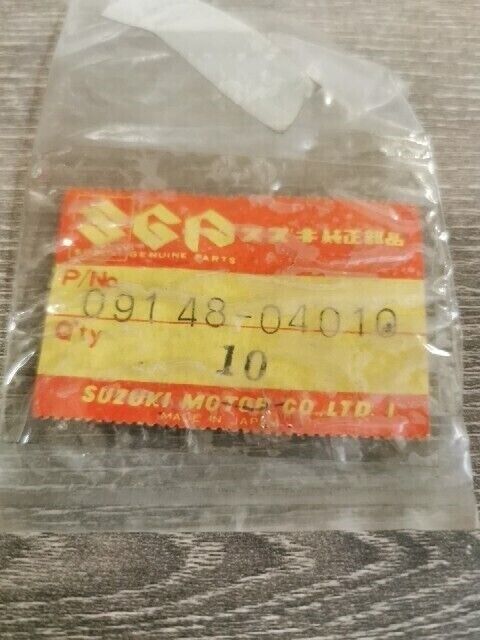 SGP スズキ純正部品
GENUINE PARTS
P/No.
09148-04010
Q'ty
10
SUZUKI MOTOR CO.,LTD. 1
MADE IN JAPAN